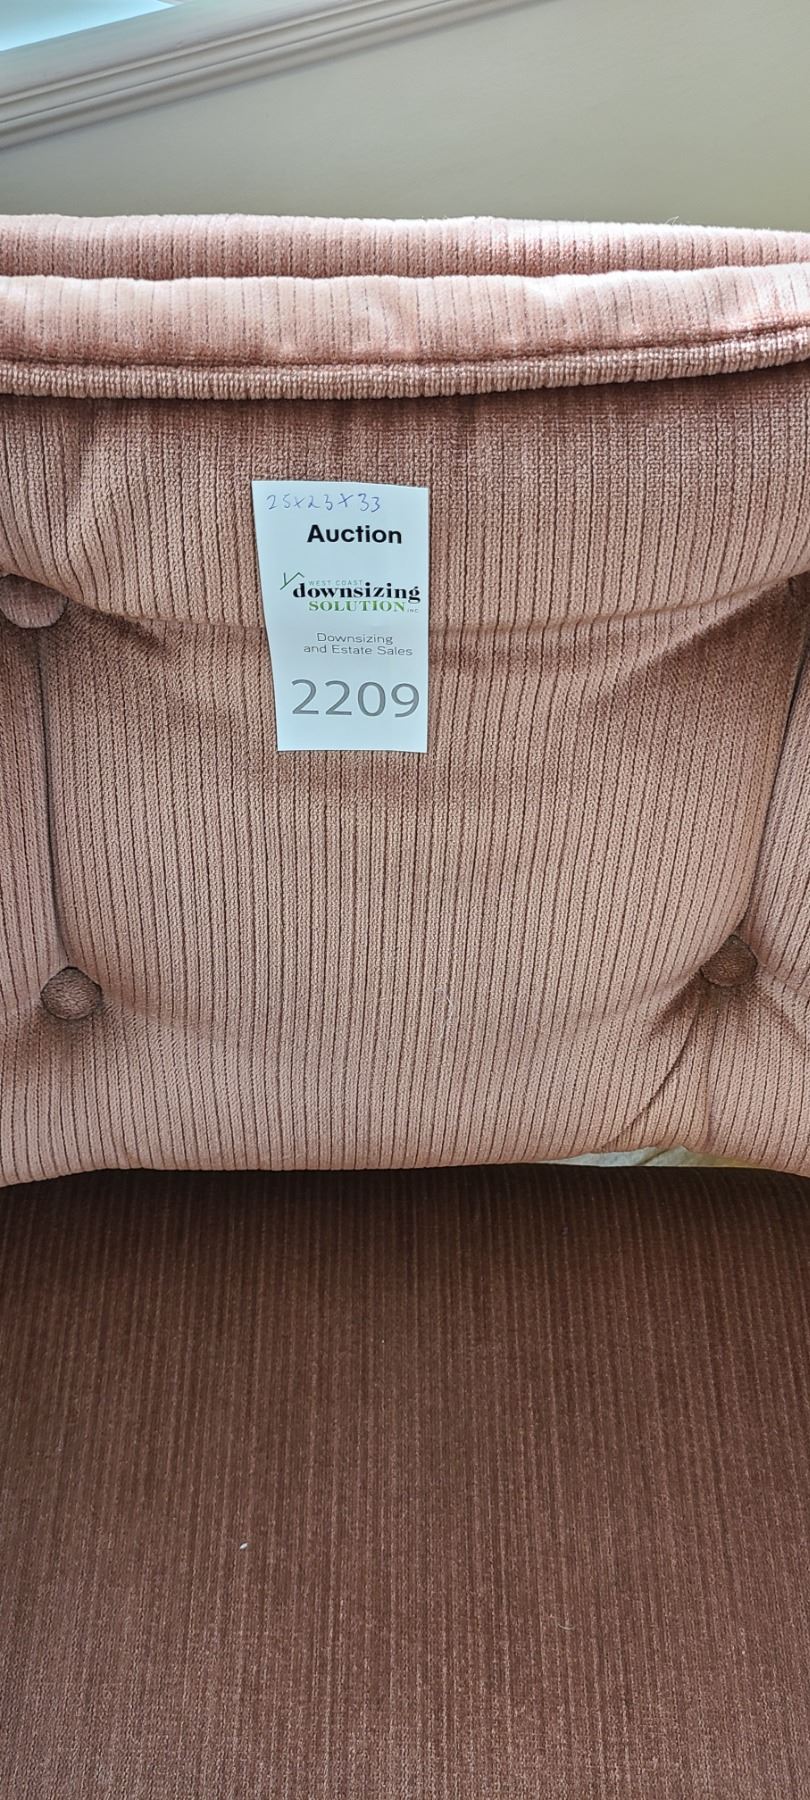 25x23x33
Auction
WEST COAST
downsizing
SOLUTION INC
Downsizing
and Estate Sales
2209